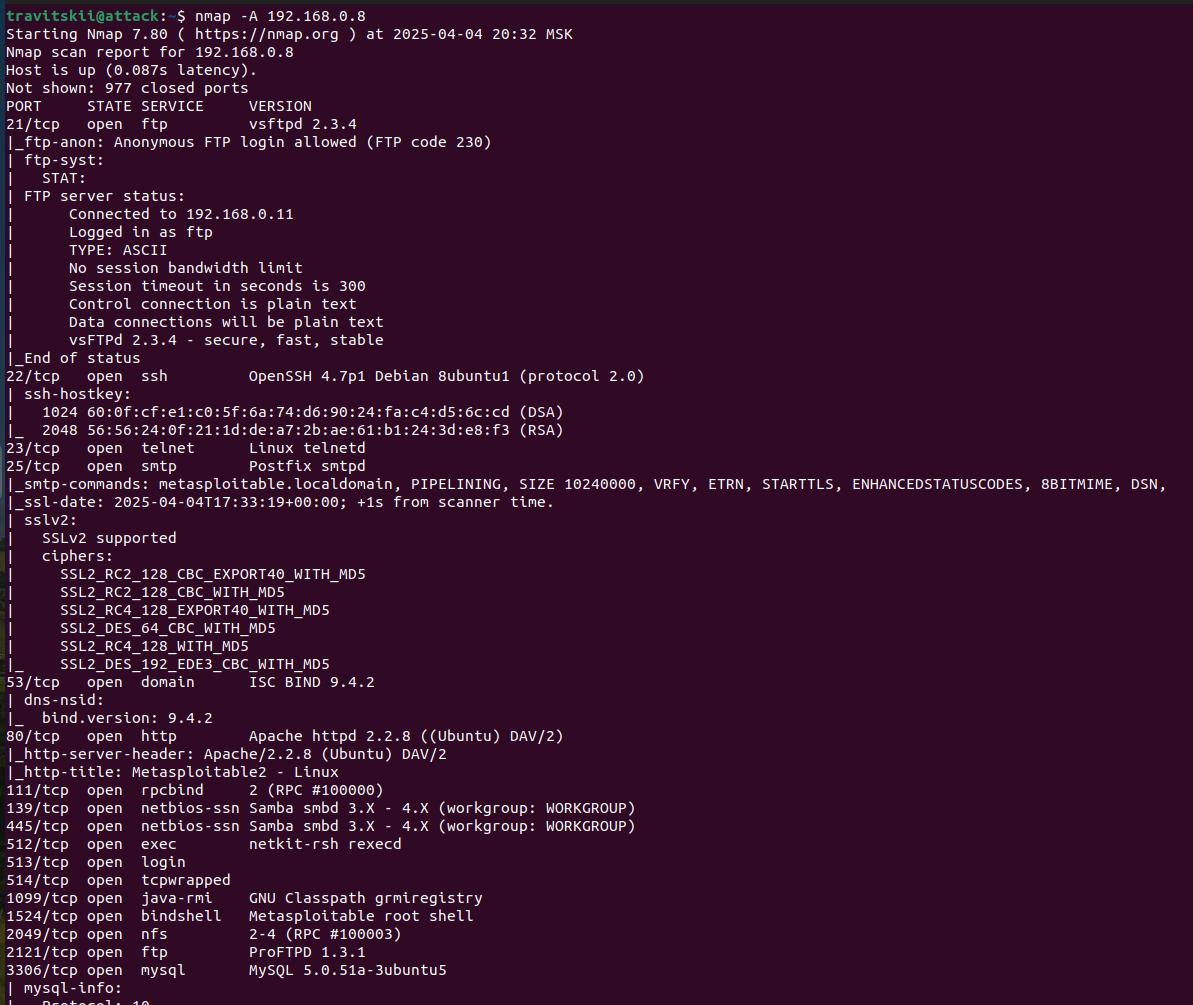 travitskii@attack:~$ nmap -A 192.168.0.8
Starting Nmap 7.80 ( https://nmap.org ) at 2025-04-04 20:32 MSK
Nmap scan report for 192.168.0.8
Host is up (0.087s latency).
Not shown: 977 closed ports
PORT     STATE SERVICE     VERSION
21/tcp   open  ftp         vsftpd 2.3.4
|_ftp-anon: Anonymous FTP login allowed (FTP code 230)
| ftp-syst:
|   STAT:
| FTP server status:
|      Connected to 192.168.0.11
|      Logged in as ftp
|      TYPE: ASCII
|      No session bandwidth limit
|      Session timeout in seconds is 300
|      Control connection is plain text
|      Data connections will be plain text
|      vsFTPd 2.3.4 - secure, fast, stable
|_End of status
22/tcp   open  ssh         OpenSSH 4.7p1 Debian 8ubuntu1 (protocol 2.0)
| ssh-hostkey:
|   1024 60:0f:cf:e1:c0:5f:6a:74:d6:90:24:fa:c4:d5:6c:cd (DSA)
|_  2048 56:56:24:0f:21:1d:de:a7:2b:ae:61:b1:24:3d:e8:f3 (RSA)
23/tcp   open  telnet      Linux telnetd
25/tcp   open  smtp        Postfix smtpd
|_smtp-commands: metasploitable.localdomain, PIPELINING, SIZE 10240000, VRFY, ETRN, STARTTLS, ENHANCEDSTATUSCODES, 8BITMIME, DSN,
|_ssl-date: 2025-04-04T17:33:19+00:00; +1s from scanner time.
| sslv2:
|   SSLv2 supported
|   ciphers:
|     SSL2_RC2_128_CBC_EXPORT40_WITH_MD5
|     SSL2_RC2_128_CBC_WITH_MD5
|     SSL2_RC4_128_EXPORT40_WITH_MD5
|     SSL2_DES_64_CBC_WITH_MD5
|     SSL2_RC4_128_WITH_MD5
|_    SSL2_DES_192_EDE3_CBC_WITH_MD5
53/tcp   open  domain      ISC BIND 9.4.2
| dns-nsid:
|_  bind.version: 9.4.2
80/tcp   open  http        Apache httpd 2.2.8 ((Ubuntu) DAV/2)
|_http-server-header: Apache/2.2.8 (Ubuntu) DAV/2
|_http-title: Metasploitable2 - Linux
111/tcp  open  rpcbind     2 (RPC #100000)
139/tcp  open  netbios-ssn Samba smbd 3.X - 4.X (workgroup: WORKGROUP)
445/tcp  open  netbios-ssn Samba smbd 3.X - 4.X (workgroup: WORKGROUP)
512/tcp  open  exec        netkit-rsh rexecd
513/tcp  open  login
514/tcp  open  tcpwrapped
1099/tcp open  java-rmi    GNU Classpath grmiregistry
1524/tcp open  bindshell   Metasploitable root shell
2049/tcp open  nfs         2-4 (RPC #100003)
2121/tcp open  ftp         ProFTPD 1.3.1
3306/tcp open  mysql       MySQL 5.0.51a-3ubuntu5
| mysql-info:
|   Protocol: 10